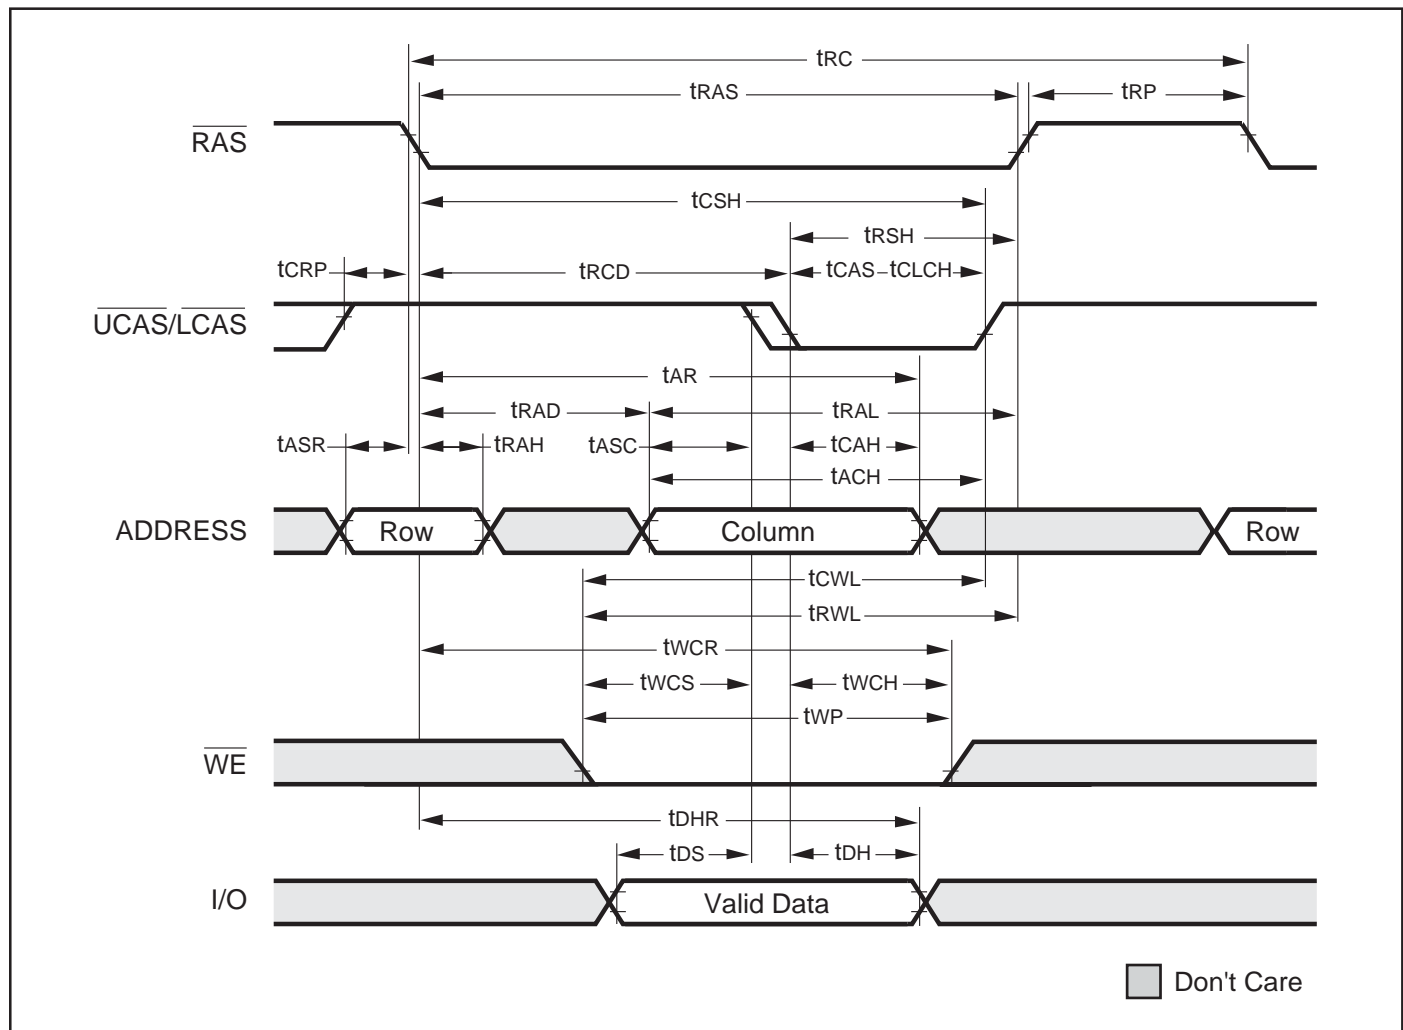 tRC
tRAS
tRP
RAS
tCSH
tRSH
tCRP
tRCD
tCAS tCLCH
UCAS/LCAS
tAR
tRAD
tRAL
tASR
tRAH
tASC
tCAH
tACH
ADDRESS
Row
Column
Row
tCWL
tRWL
tWCR
tWCS
tWCH
tWP
WE
tDHR
tDS
tDH
I/O
Valid Data
Don't Care